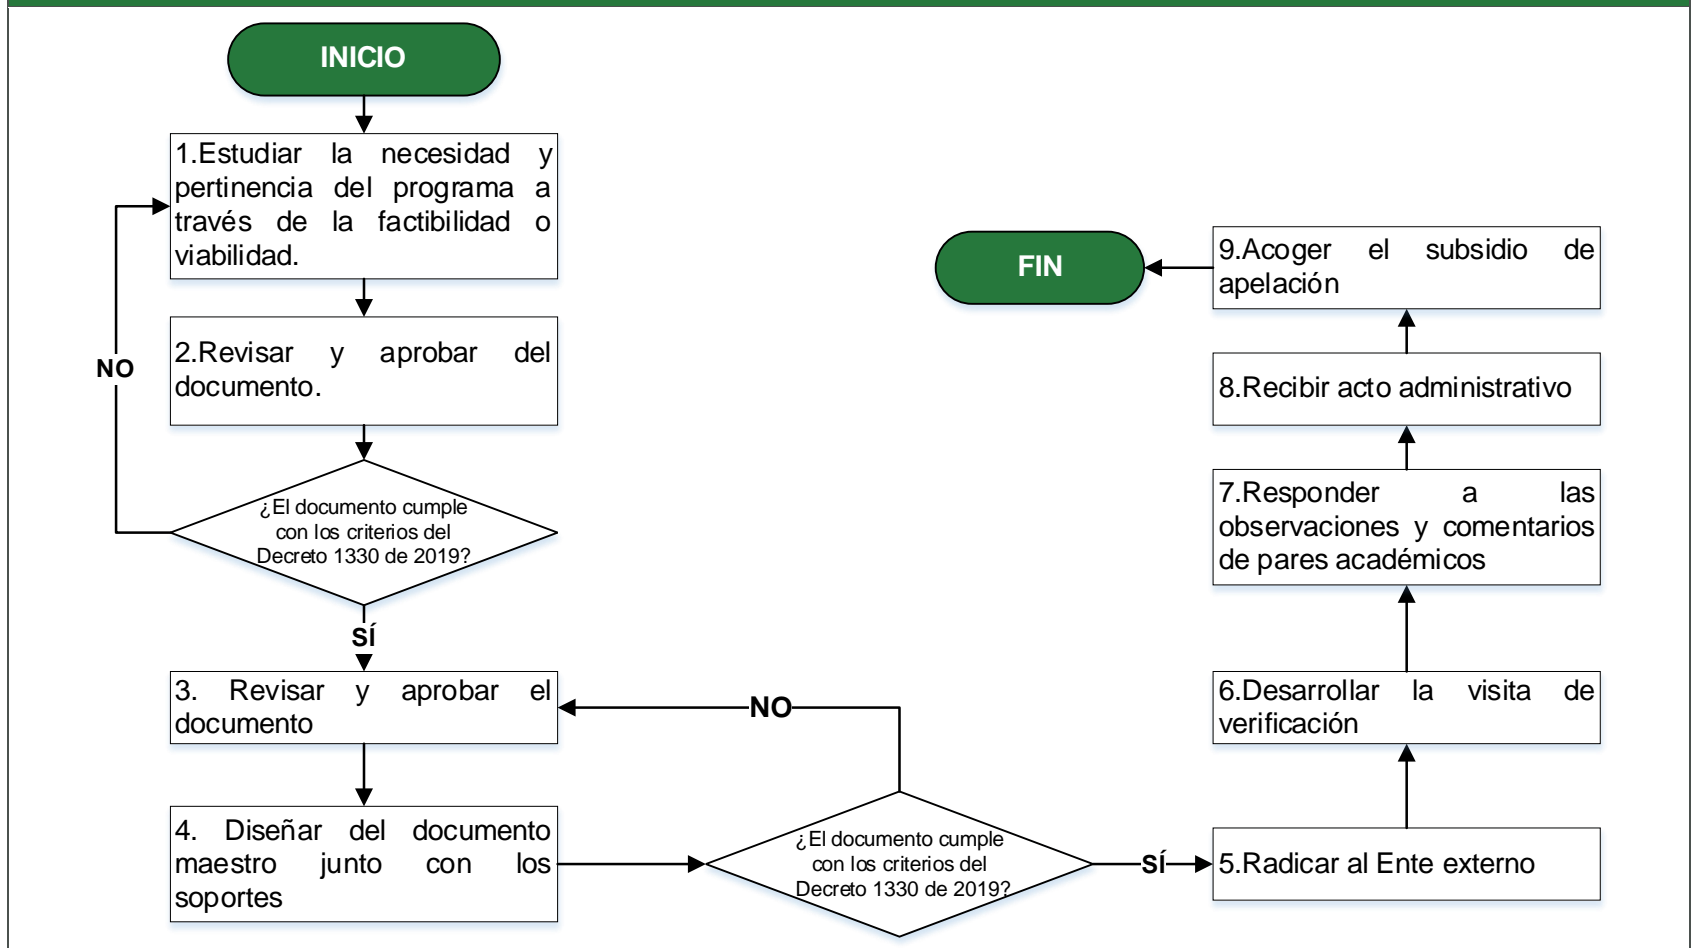 INICIO
1.Estudiar la necesidad y
pertinencia del programa a
través de la factibilidad o
viabilidad.
2.Revisar y aprobar del
documento.
NO
¿El documento cumple
con los criterios del
Decreto 1330 de 2019?
SÍ
3. Revisar y aprobar el
documento
4. Diseñar del documento
maestro junto con los
soportes
NO
¿El documento cumple
con los criterios del
Decreto 1330 de 2019?
SÍ
5.Radicar al Ente externo
6.Desarrollar la visita de
verificación
7.Responder a las
observaciones y comentarios
de pares académicos
8.Recibir acto administrativo
9.Acoger el subsidio de
apelación
FIN